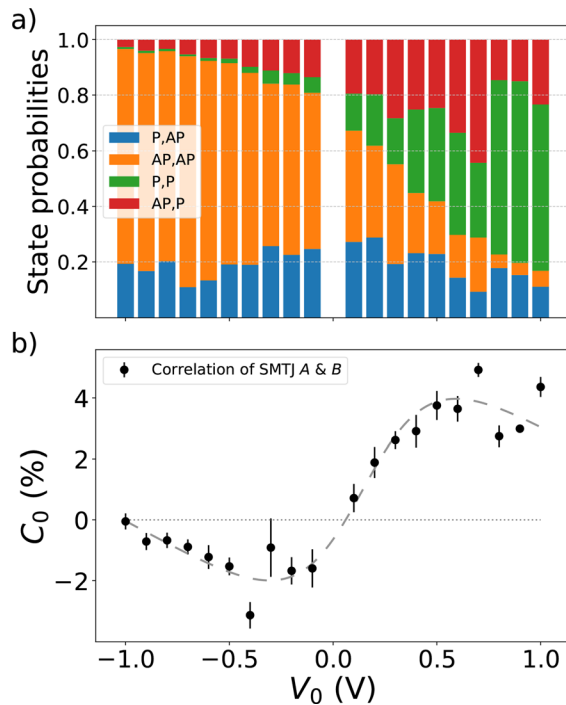 a)
State probabilities
1.0
0.8
0.6
0.4
0.2
P,AP
AP,AP
P,P
AP,P
b)
Correlation of SMTJ A & B
C₀ (%)
4
2
0
−2
−1.0 −0.5 0.0 0.5 1.0
V₀ (V)